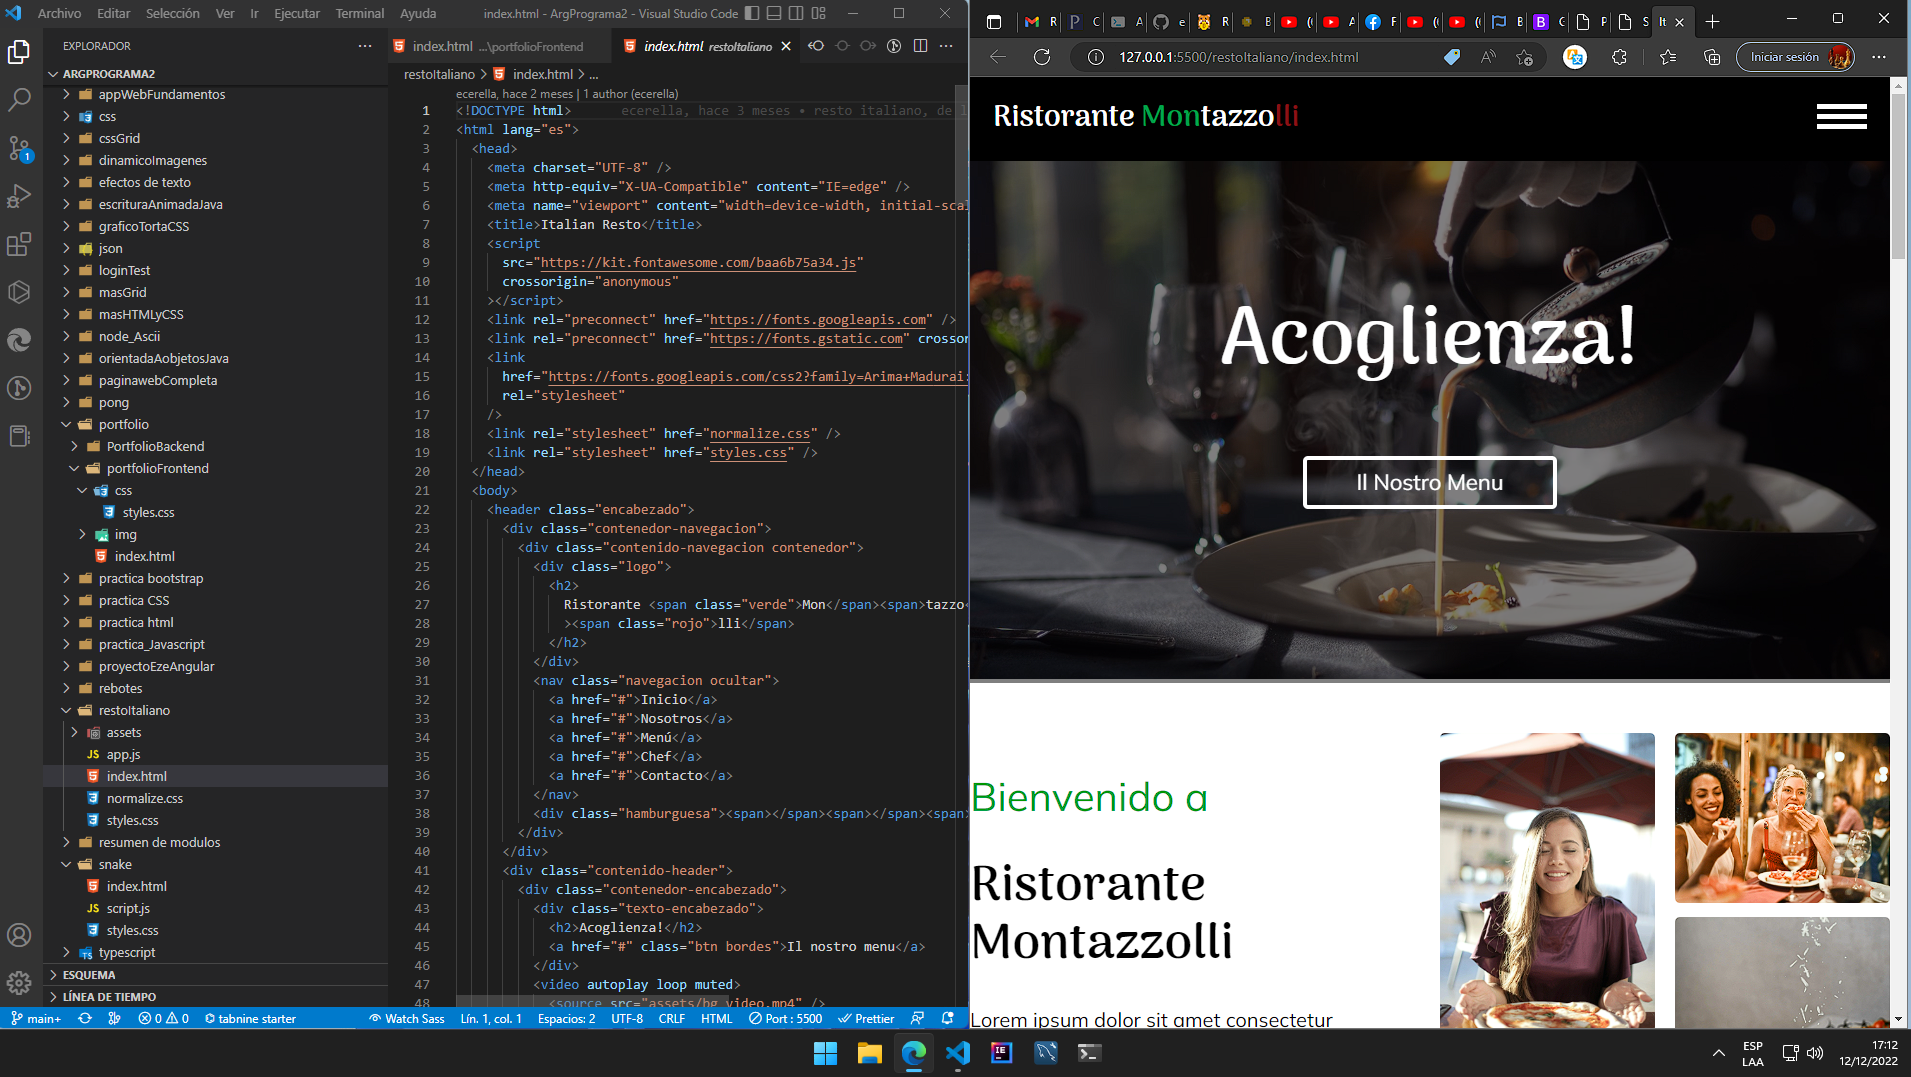 Archivo Editar Selección Ver Ir Ejecutar Terminal Ayuda index.html - ArgPrograma2 - Visual Studio Code
EXPLORADOR
ARGPROGRAMA2
appWebFundamentos
css
cssGrid
dinamicoImagenes
efectos de texto
escrituraAnimadaJava
graficoTortaCSS
json
loginTest
masGrid
masHTMLyCSS
node_Ascii
orientadaAobjetosJava
paginawebCompleta
pong
portfolio
PortfolioBackend
portfolioFrontend
css
styles.css
img
index.html
practica bootstrap
practica CSS
practica html
practica_Javascript
proyectoEzeAngular
rebotes
restoItaliano
assets
JS app.js
index.html
normalize.css
styles.css
resumen de modulos
snake
index.html
JS script.js
styles.css
typescript
ESQUEMA
LÍNEA DE TIEMPO
index.html ...\portfolioFrontend index.html restoItaliano
restoItaliano > index.html > ...
ecerella, hace 2 meses | 1 author (ecerella)
1 <!DOCTYPE html> ecerella, hace 3 meses • resto italiano, de l
2 <html lang="es">
3 <head>
4 <meta charset="UTF-8" />
5 <meta http-equiv="X-UA-Compatible" content="IE=edge" />
6 <meta name="viewport" content="width=device-width, initial-scal
7 <title>Italian Resto</title>
8 <script
9 src="https://kit.fontawesome.com/baa6b75a34.js"
10 crossorigin="anonymous"
11 ></script>
12 <link rel="preconnect" href="https://fonts.googleapis.com" />
13 <link rel="preconnect" href="https://fonts.gstatic.com" crossor
14 <link
15 href="https://fonts.googleapis.com/css2?family=Arima+Madurai:
16 rel="stylesheet"
17 />
18 <link rel="stylesheet" href="normalize.css" />
19 <link rel="stylesheet" href="styles.css" />
20 </head>
21 <body>
22 <header class="encabezado">
23 <div class="contenedor-navegacion">
24 <div class="contenido-navegacion contenedor">
25 <div class="logo">
26 <h2>
27 Ristorante <span class="verde">Mon</span><span>tazzo<
28 ><span class="rojo">lli</span>
29 </h2>
30 </div>
31 <nav class="navegacion ocultar">
32 <a href="#">Inicio</a>
33 <a href="#">Nosotros</a>
34 <a href="#">Menú</a>
35 <a href="#">Chef</a>
36 <a href="#">Contacto</a>
37 </nav>
38 <div class="hamburguesa"><span></span><span></span><span>
39 </div>
40 </div>
41 <div class="contenido-header">
42 <div class="contenedor-encabezado">
43 <div class="texto-encabezado">
44 <h2>Acoglienza!</h2>
45 <a href="#" class="btn bordes">Il nostro menu</a>
46 </div>
47 <video autoplay loop muted>
48 <source src="assets/bg_video.mp4" />
main+ 0 0 tabnine starter Watch Sass Lín. 1, col. 1 Espacios: 2 UTF-8 CRLF HTML Port : 5500 Prettier
127.0.0.1:5500/restoItaliano/index.html
Iniciar sesión
Ristorante Montazzolli
Acoglienza!
Il Nostro Menu
Bienvenido a
Ristorante
Montazzolli
Lorem ipsum dolor sit amet consectetur
ESP
LAA
17:12
12/12/2022